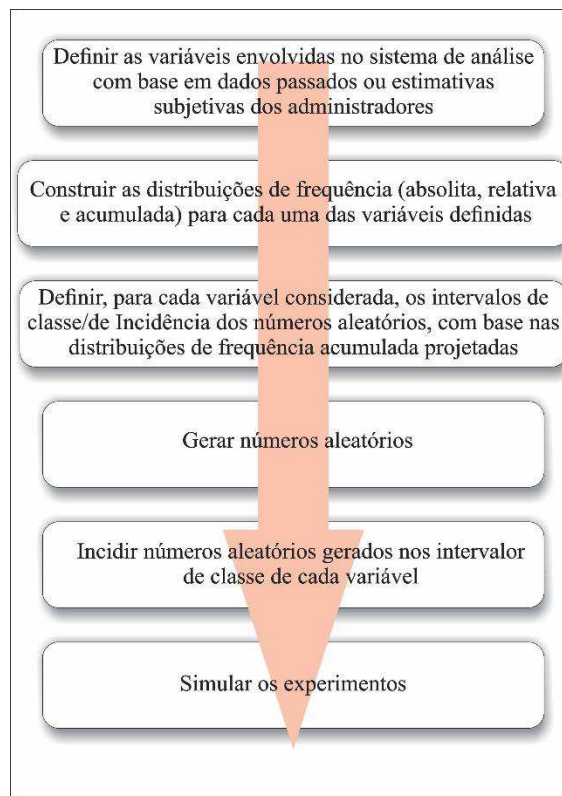 Definir as variáveis envolvidas no sistema de análise
com base em dados passados ou estimativas
subjetivas dos administradores
Construir as distribuições de frequência (absolita, relativa
e acumulada) para cada uma das variáveis definidas
Definir, para cada variável considerada, os intervalos de
classe/de Incidência dos números aleatórios, com base nas
distribuições de frequência acumulada projetadas
Gerar números aleatórios
Incidir números aleatórios gerados nos intervalor
de classe de cada variável
Simular os experimentos